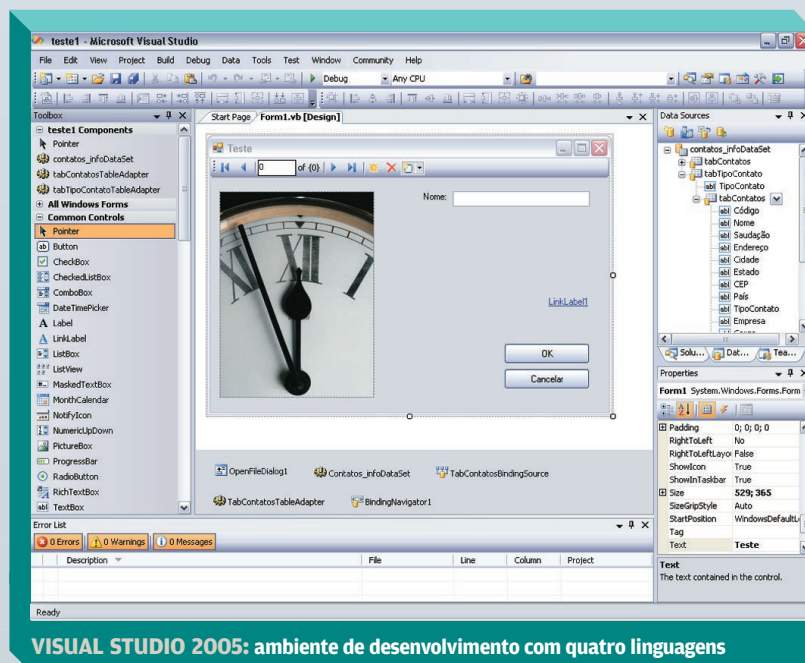 teste1 - Microsoft Visual Studio
File Edit View Project Build Debug Data Tools Test Window Community Help
Debug Any CPU
Toolbox
teste1 Components
Pointer
contatos_infoDataSet
tabContatosTableAdapter
tabTipoContatoTableAdapter
All Windows Forms
Common Controls
Pointer
Button
CheckBox
CheckedListBox
ComboBox
DateTimePicker
Label
LinkLabel
ListBox
ListView
MaskedTextBox
MonthCalendar
NotifyIcon
NumericUpDown
PictureBox
ProgressBar
RadioButton
RichTextBox
TextBox
Start Page Form1.vb [Design]
Teste
0 of {0}
Nome:
LinkLabel1
OK
Cancelar
OpenFileDialog1 Contatos_infoDataSet TabContatosBindingSource
TabContatosTableAdapter BindingNavigator1
Data Sources
contatos_infoDataSet
tabContatos
tabTipoContato
TipoContato
tabContatos
Código
Nome
Saudação
Endereço
Cidade
Estado
CEP
País
TipoContato
Empresa
Solu... Dat... Tea...
Properties
Form1 System.Windows.Forms.Form
Padding 0; 0; 0; 0
RightToLeft No
RightToLeftLayou False
ShowIcon True
ShowInTaskbar True
Size 529; 365
SizeGripStyle Auto
StartPosition WindowsDefaultL
Tag
Text Teste
Text
The text contained in the control.
Error List
0 Errors 0 Warnings 0 Messages
Description File Line Column Project
Ready
VISUAL STUDIO 2005: ambiente de desenvolvimento com quatro linguagens